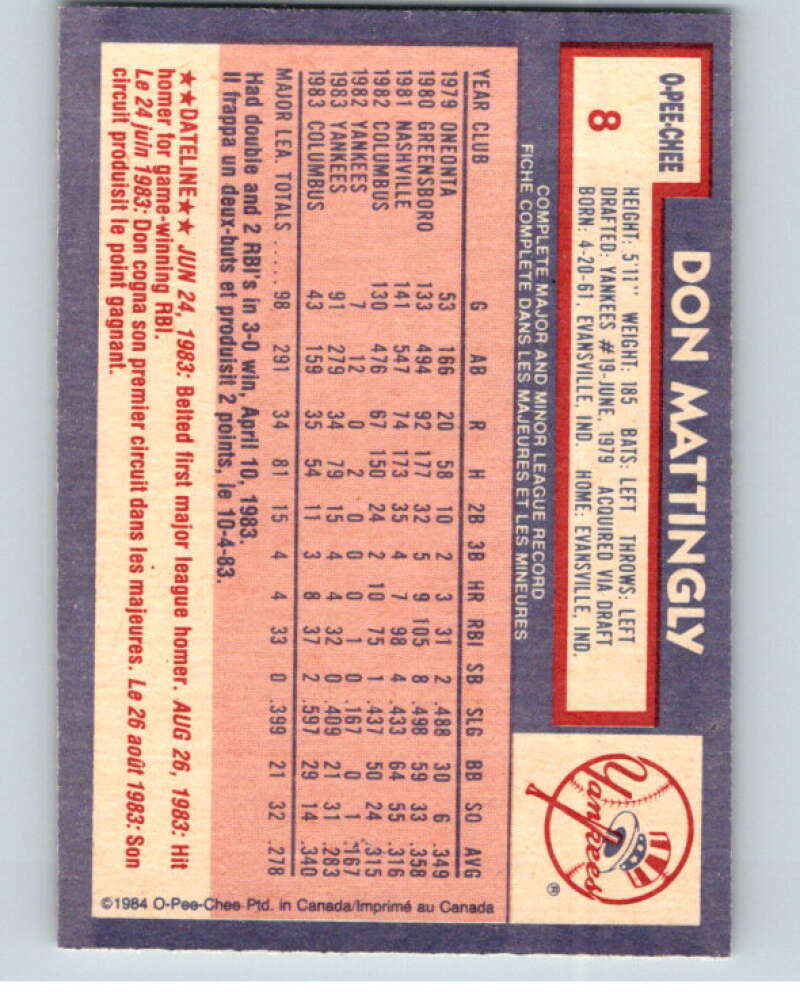 O-PEE-CHEE
8
DON MATTINGLY
HEIGHT: 5'11" WEIGHT: 185 BATS: LEFT THROWS: LEFT
DRAFTED: YANKEES #19-JUNE, 1979 ACQUIRED VIA DRAFT
BORN: 4-20-61, EVANSVILLE, IND. HOME: EVANSVILLE, IND.
Yankees
®
COMPLETE MAJOR AND MINOR LEAGUE RECORD
FICHE COMPLETE DANS LES MAJEURES ET LES MINEURES
YEAR CLUB G AB R H 2B 3B HR RBI SB SLG BB SO AVG
1979 ONEONTA 53 166 20 58 10 2 3 31 2 .488 30 6 .349
1980 GREENSBORO 133 494 92 177 32 5 9 105 8 .498 59 33 .358
1981 NASHVILLE 141 547 74 173 35 4 7 98 4 .433 64 55 .316
1982 COLUMBUS 130 476 67 150 24 2 10 75 1 .437 50 24 .315
1982 YANKEES 7 12 0 2 0 0 0 1 0 .167 0 1 .167
1983 YANKEES 91 279 34 79 15 4 4 32 0 .409 21 31 .283
1983 COLUMBUS 43 159 35 54 11 3 8 37 2 .597 29 14 .340
MAJOR LEA. TOTALS ...... 98 291 34 81 15 4 4 33 0 .399 21 32 .278
Had double and 2 RBI's in 3-0 win, April 10, 1983.
Il frappa un deux-buts et produisit 2 points, le 10-4-83.
★★DATELINE★★ JUN 24, 1983: Belted first major league homer. AUG 26, 1983: Hit
homer for game-winning RBI.
Le 24 juin 1983: Don cogna son premier circuit dans les majeures. Le 26 août 1983: Son
circuit produisit le point gagnant.
©1984 O-Pee-Chee Ptd. in Canada/Imprimé au Canada